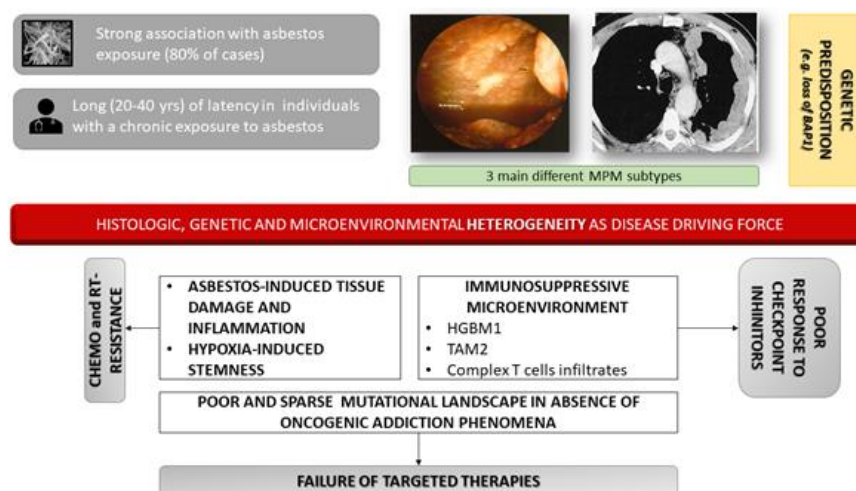 Strong association with asbestos
exposure (80% of cases)
Long (20-40 yrs) of latency in individuals
with a chronic exposure to asbestos
3 main different MPM subtypes
GENETIC
PREDISPOSITION
(e.g. loss of BAP1)
HISTOLOGIC, GENETIC AND MICROENVIRONMENTAL HETEROGENEITY AS DISEASE DRIVING FORCE
CHEMO and RT-
RESISTANCE
• ASBESTOS-INDUCED TISSUE
DAMAGE AND
INFLAMMATION
• HYPOXIA-INDUCED
STEMNESS
IMMUNOSUPPRESSIVE
MICROENVIRONMENT
• HGBM1
• TAM2
• Complex T cells infiltrates
POOR
RESPONSE TO
CHECKPOINT
INHINITORS
POOR AND SPARSE MUTATIONAL LANDSCAPE IN ABSENCE OF
ONCOGENIC ADDICTION PHENOMENA
FAILURE OF TARGETED THERAPIES